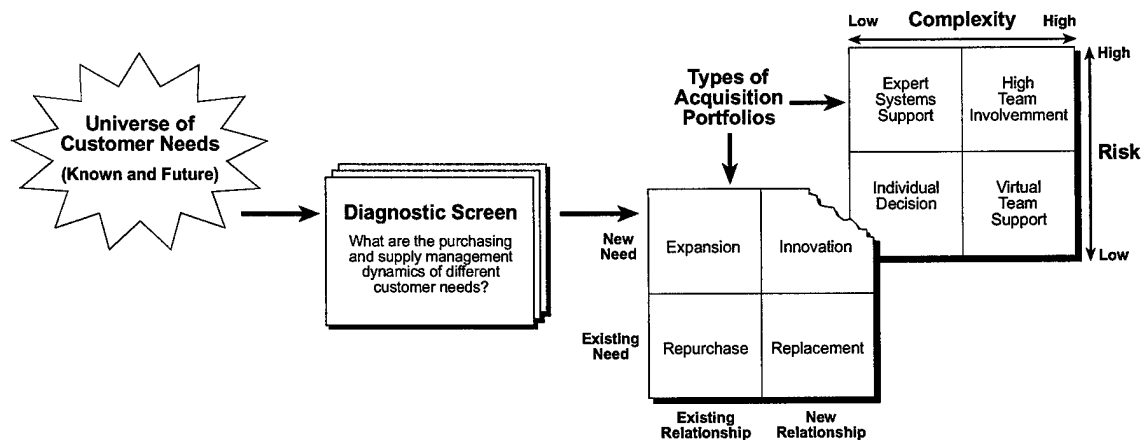 Universe of
Customer Needs
(Known and Future)
Diagnostic Screen
What are the purchasing
and supply management
dynamics of different
customer needs?
Types of
Acquisition
Portfolios
New
Need
Existing
Need
Expansion
Innovation
Repurchase
Replacement
Existing
Relationship
New
Relationship
Low
Complexity
High
Expert
Systems
Support
High
Team
Involvemnment
Individual
Decision
Virtual
Team
Support
High
Risk
Low